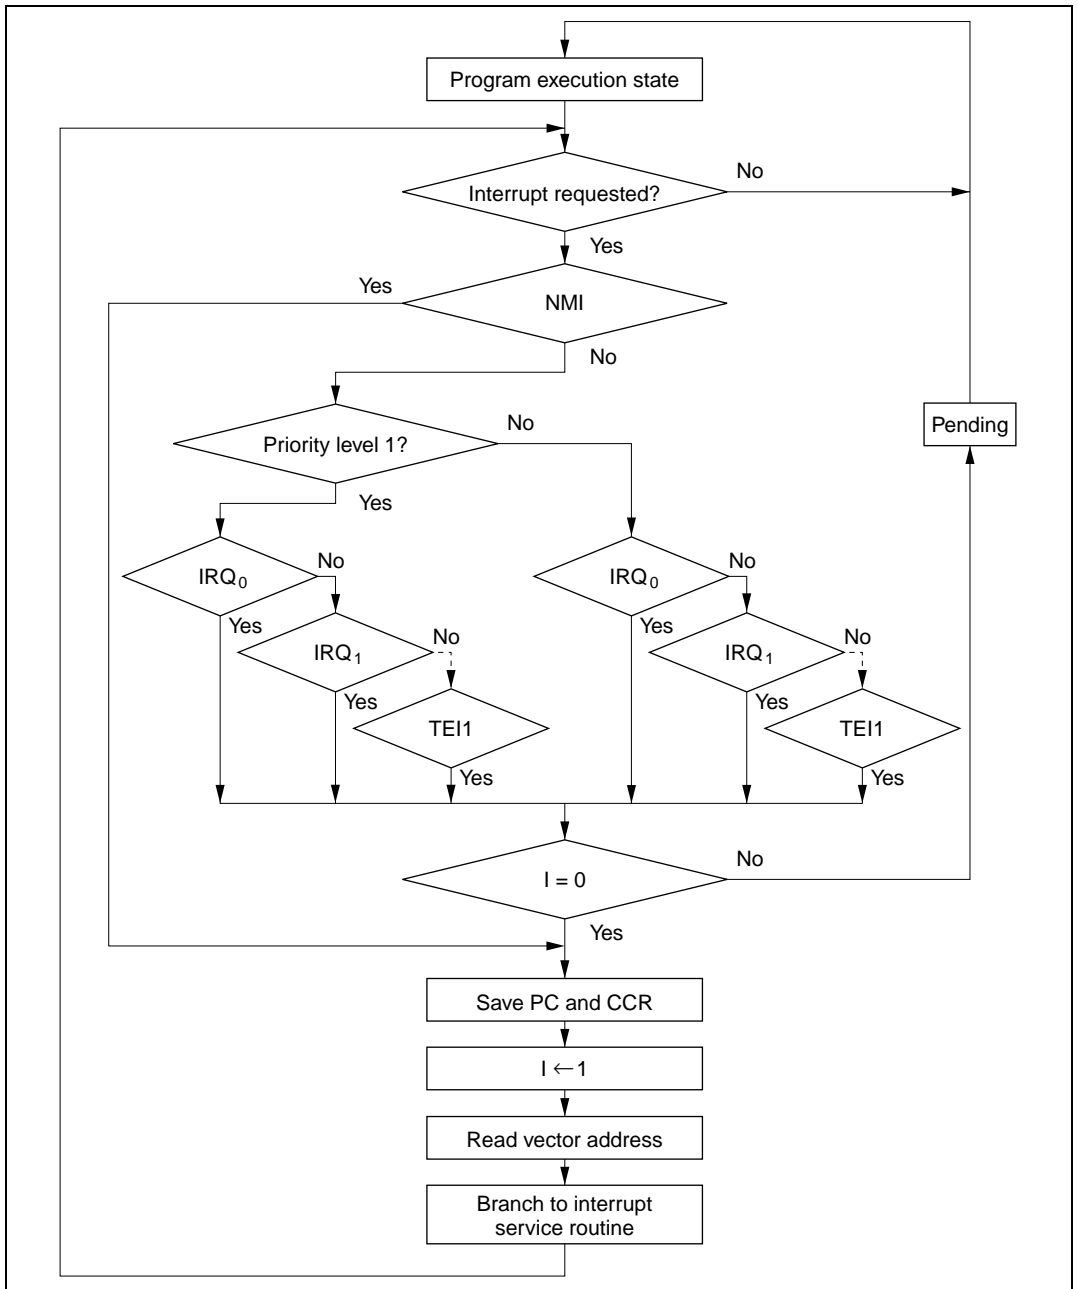 Program execution state
Interrupt requested?
No
Yes
Yes
NMI
No
Priority level 1?
No
Pending
Yes
IRQ0
No
IRQ0
No
Yes
IRQ1
No
Yes
IRQ1
No
Yes
TEI1
Yes
TEI1
Yes
Yes
I = 0
No
Yes
Save PC and CCR
I ← 1
Read vector address
Branch to interrupt
service routine